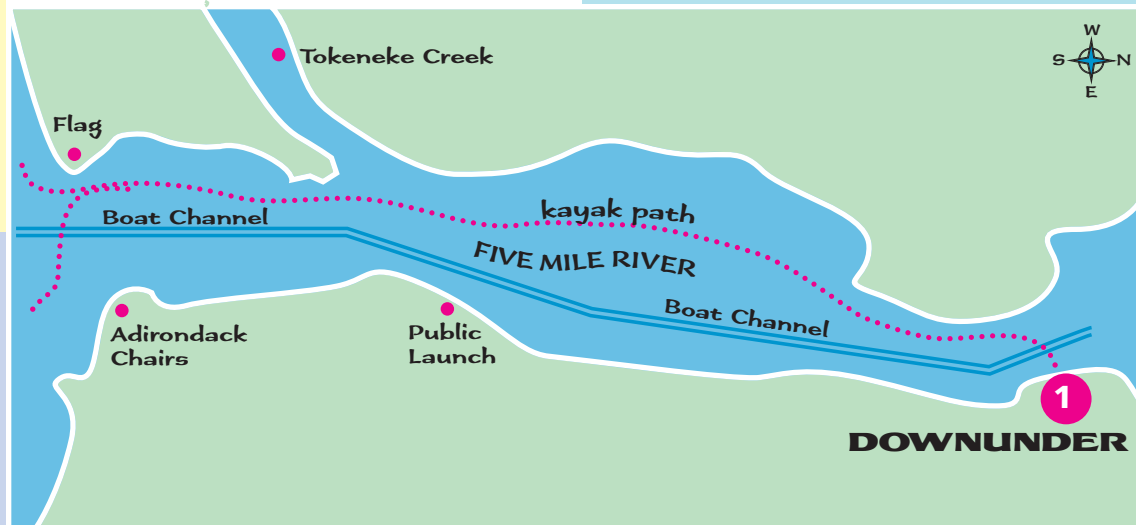 W
S N
E
Tokeneke Creek
Flag
kayak path
Boat Channel
FIVE MILE RIVER
Boat Channel
Adirondack
Chairs
Public
Launch
1
DOWNUNDER